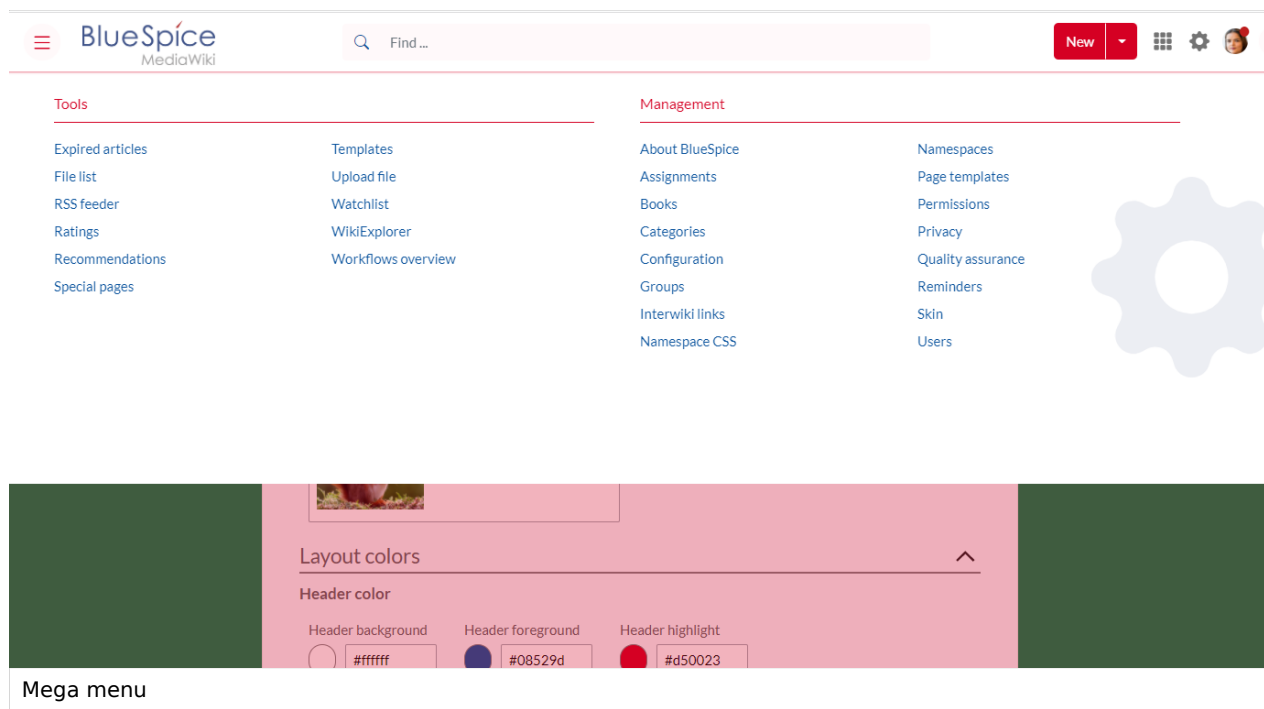 BlueSpice
MediaWiki
Find ...
New
Tools
Expired articles
File list
RSS feeder
Ratings
Recommendations
Special pages
Templates
Upload file
Watchlist
WikiExplorer
Workflows overview
Management
About BlueSpice
Assignments
Books
Categories
Configuration
Groups
Interwiki links
Namespace CSS
Namespaces
Page templates
Permissions
Privacy
Quality assurance
Reminders
Skin
Users
Layout colors
Header color
Header background
Header foreground
Header highlight
#ffffff
#08529d
#d50023
Mega menu